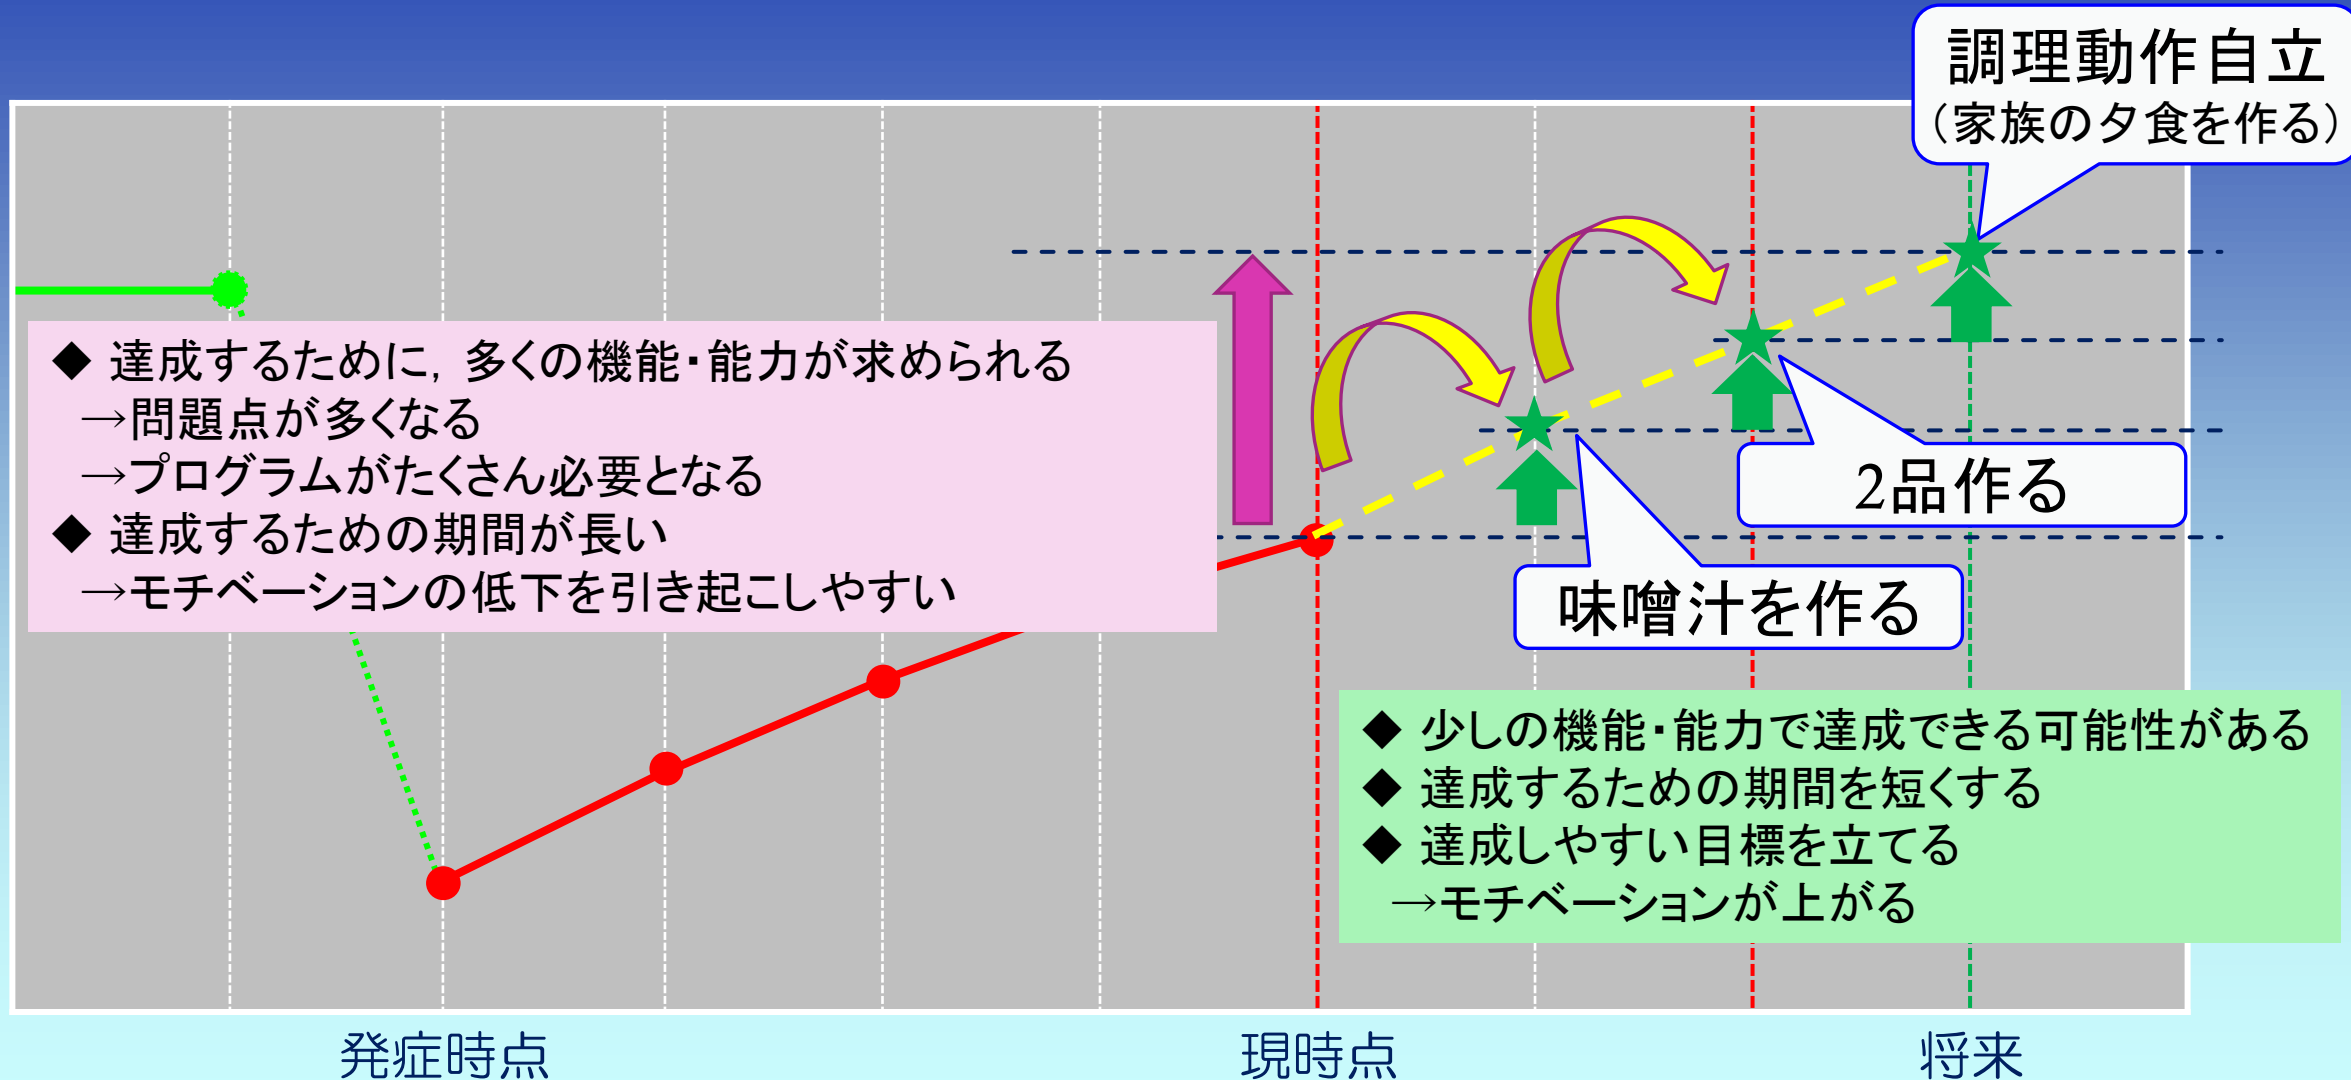 調理動作自立
（家族の夕食を作る）
◆ 達成するために，多くの機能・能力が求められる
→問題点が多くなる
→プログラムがたくさん必要となる
◆ 達成するための期間が長い
→モチベーションの低下を引き起こしやすい
2品作る
味噌汁を作る
◆ 少しの機能・能力で達成できる可能性がある
◆ 達成するための期間を短くする
◆ 達成しやすい目標を立てる
→モチベーションが上がる
発症時点
現時点
将来